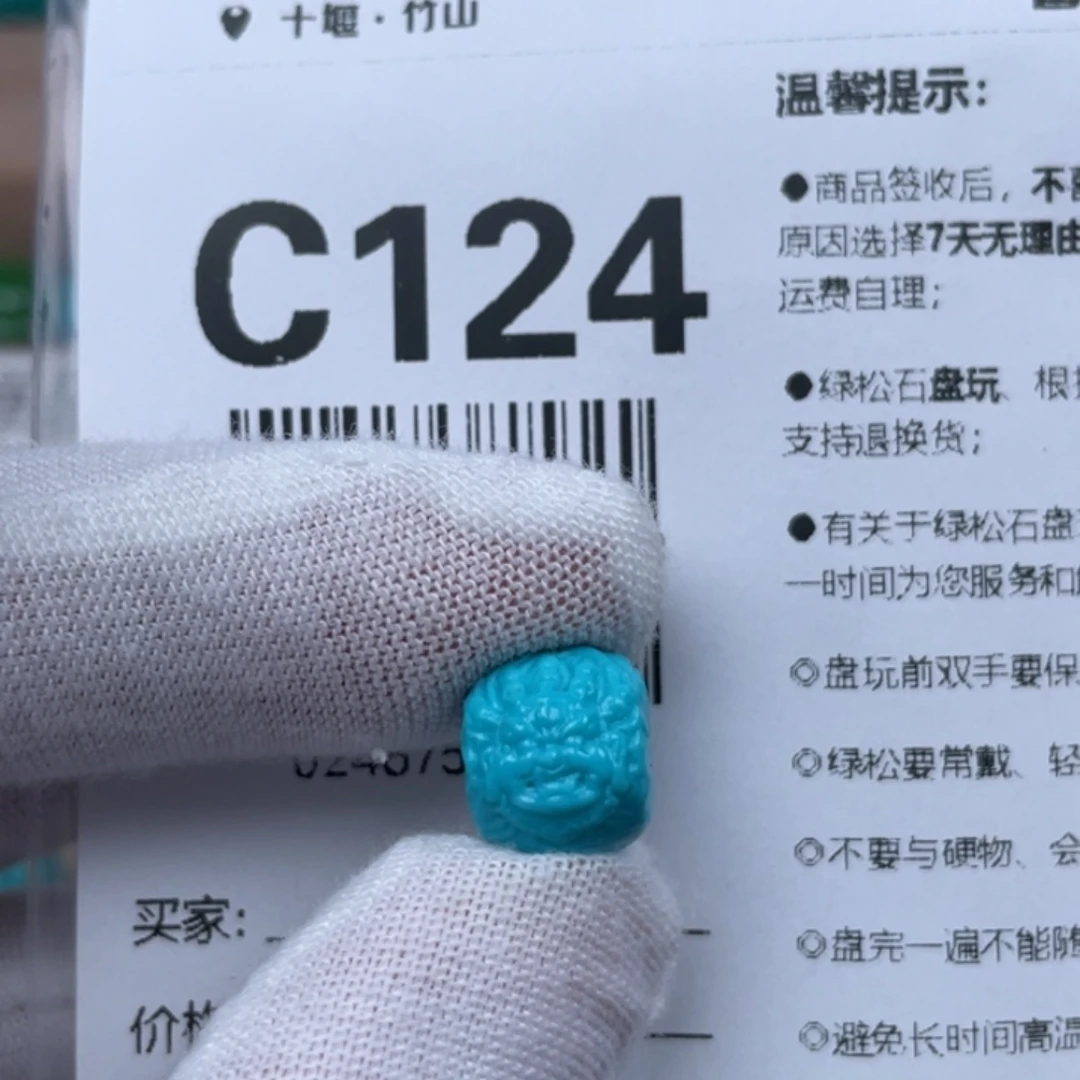 十堰·竹山
C124
买家:
温馨提示:
●商品签收后,不
原因选择7天无理由
运费自理;
●绿松石盘玩、根
支持退换货;
●有关于绿松石盘
一时间为您服务和
◎盘玩前双手要保
◎绿松要常戴、轻
◎不要与硬物、会
◎盘完一遍不能随
◎避免长时间高温